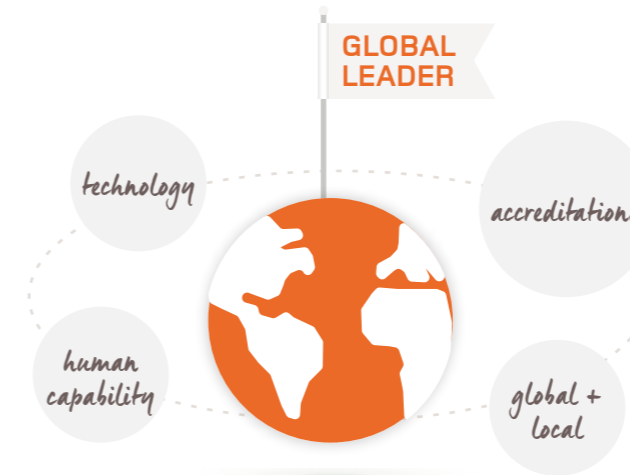 GLOBAL
LEADER
technology
accreditation
human
capability
global +
local